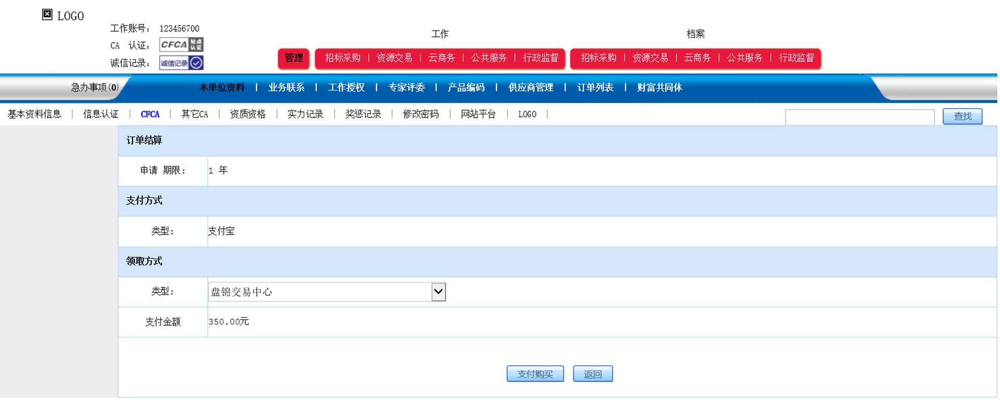 LOGO
工作账号： 123456700
CA 认证： CFCA 站点认证
诚信记录： 诚信记录
工作 档案
管理 招标采购 | 资源交易 | 云商务 | 公共服务 | 行政监督 招标采购 | 资源交易 | 云商务 | 公共服务 | 行政监督
急办事项(0) 本单位资料 | 业务联系 | 工作授权 | 专家评委 | 产品编码 | 供应商管理 | 订单列表 | 财富共同体
基本资料信息 | 信息认证 | CFCA | 其它CA | 资质资格 | 实力记录 | 奖惩记录 | 修改密码 | 网站平台 | LOGO | 查找
订单结算
申请 期限： 1 年
支付方式
类型： 支付宝
领取方式
类型： 盘锦交易中心
支付金额 350.00元
支付购买 返回